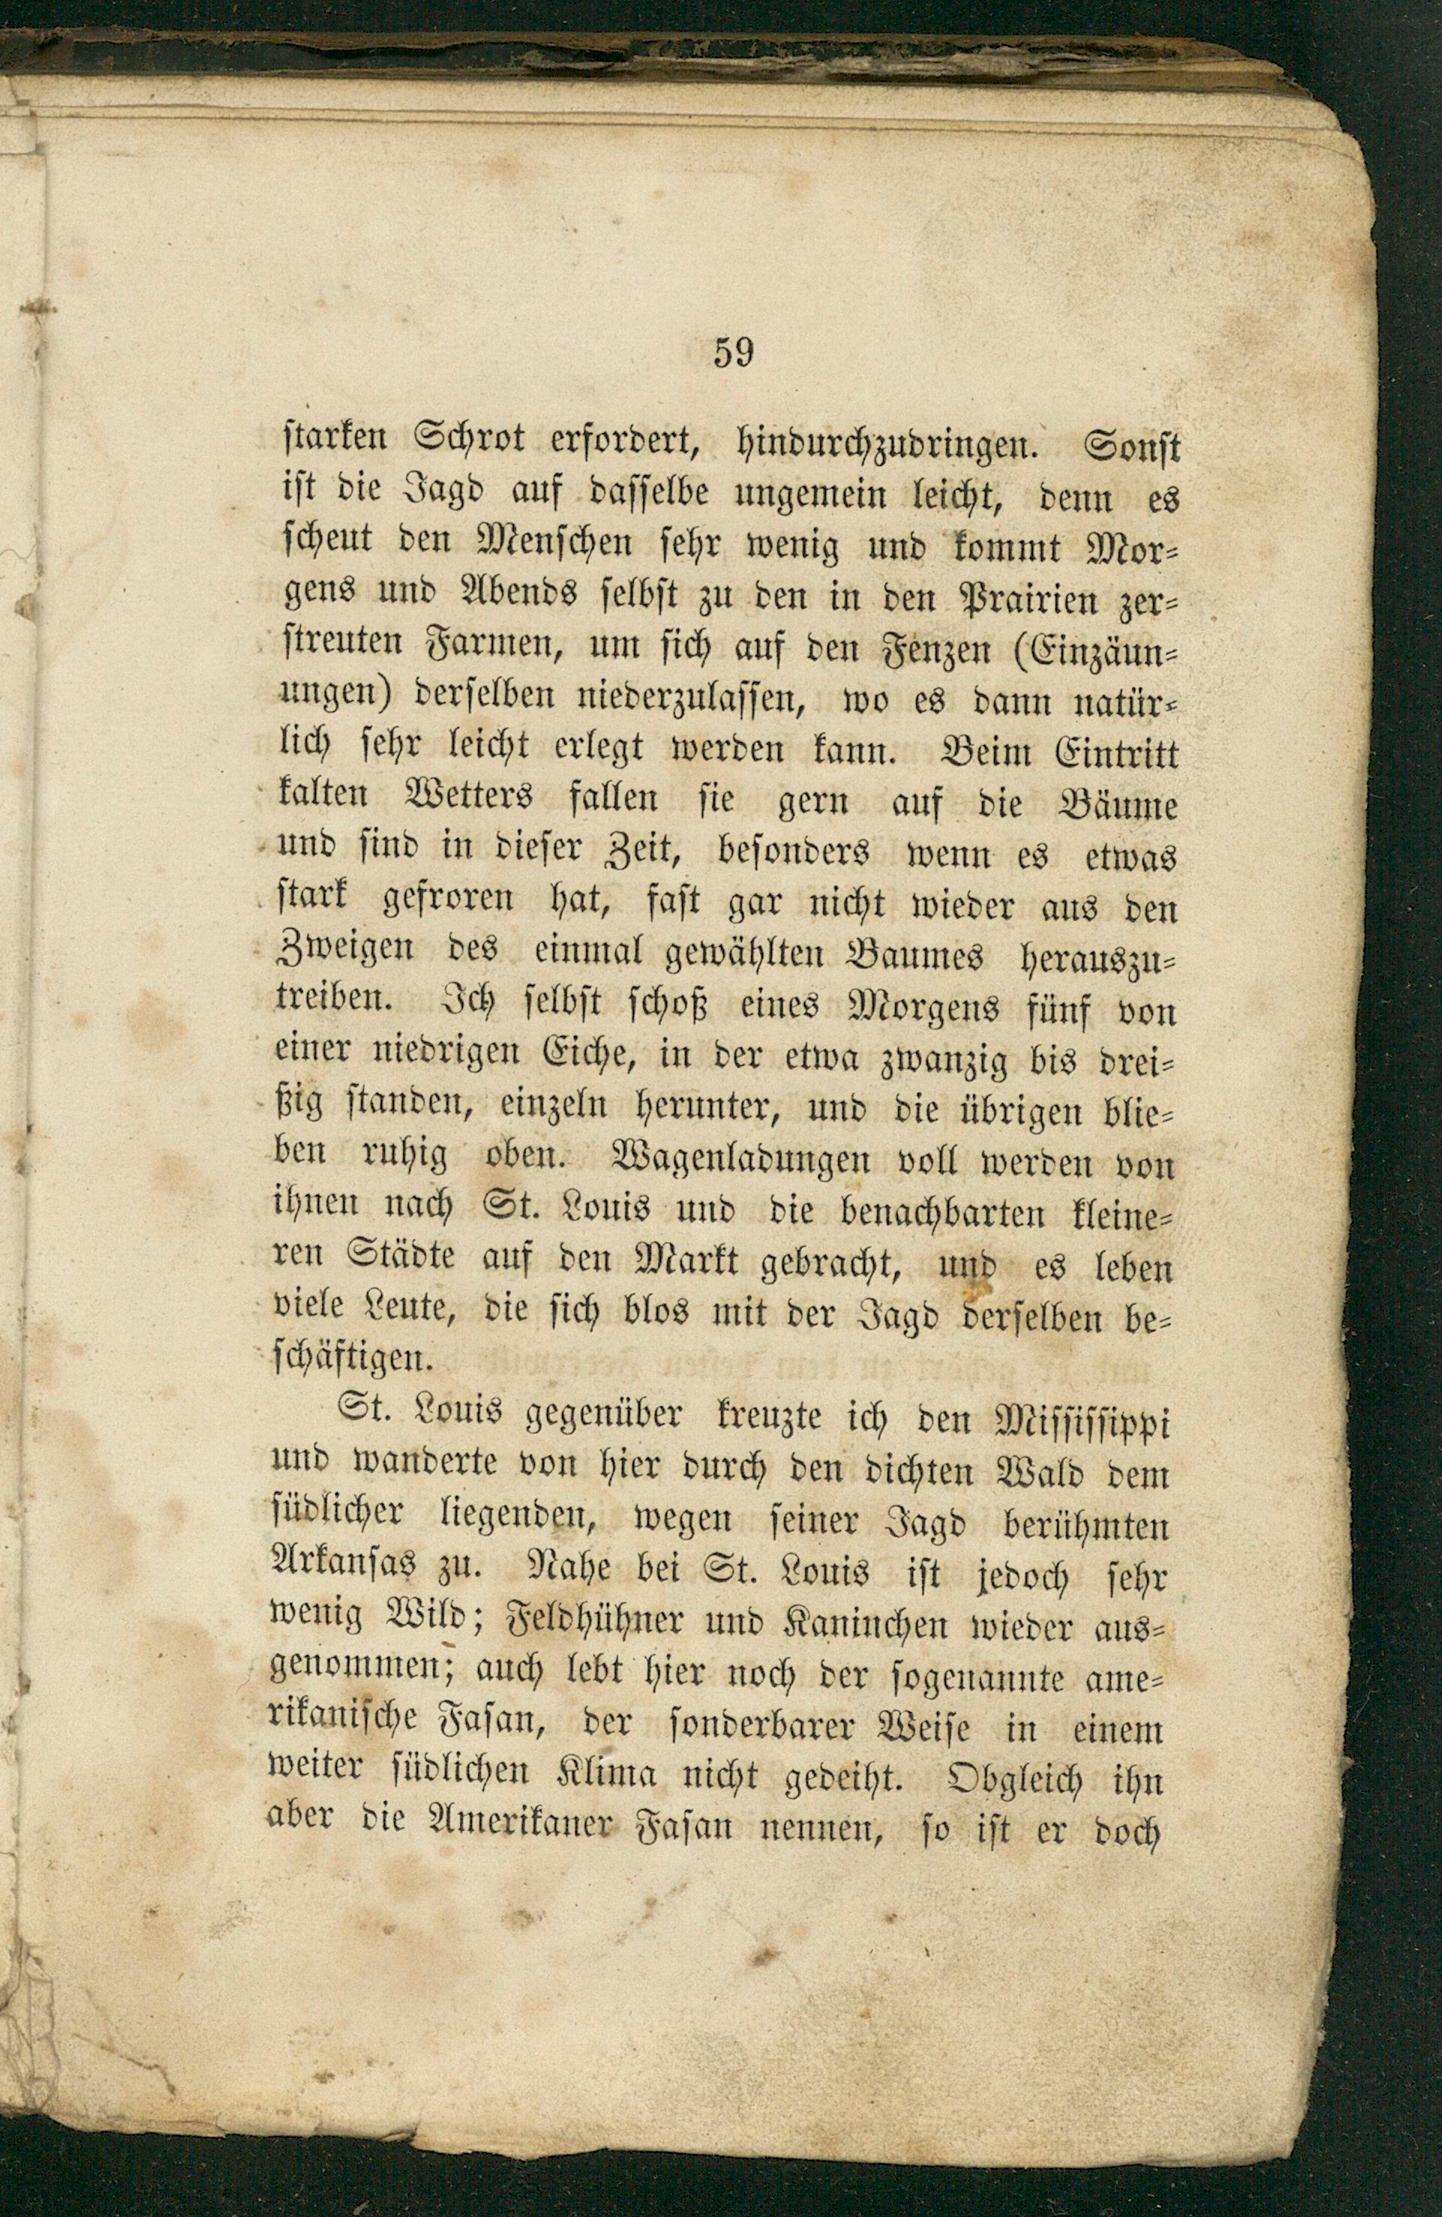 59
starken Schrot erfordert, hindurchzudringen. Sonst
ist die Jagd auf dasselbe ungemein leicht, denn es
scheut den Menschen sehr wenig und kommt Mor-
gens und Abends selbst zu den in den Prairien zer-
streuten Farmen, um sich auf den Fenzen (Einzäun-
ungen) derselben niederzulassen, wo es dann natür-
lich sehr leicht erlegt werden kann. Beim Eintritt
kalten Wetters fallen sie gern auf die Bäume
und sind in dieser Zeit, besonders wenn es etwas
stark gefroren hat, fast gar nicht wieder aus den
Zweigen des einmal gewählten Baumes herauszu-
treiben. Ich selbst schoß eines Morgens fünf von
einer niedrigen Eiche, in der etwa zwanzig bis drei-
ßig standen, einzeln herunter, und die übrigen blie-
ben ruhig oben. Wagenladungen voll werden von
ihnen nach St. Louis und die benachbarten kleine-
ren Städte auf den Markt gebracht, und es leben
viele Leute, die sich blos mit der Jagd derselben be-
schäftigen.
St. Louis gegenüber kreuzte ich den Mississippi
und wanderte von hier durch den dichten Wald dem
südlicher liegenden, wegen seiner Jagd berühmten
Arkansas zu. Nahe bei St. Louis ist jedoch sehr
wenig Wild; Feldhühner und Kaninchen wieder aus-
genommen; auch lebt hier noch der sogenannte ame-
rikanische Fasan, der sonderbarer Weise in einem
weiter südlichen Klima nicht gedeiht. Obgleich ihn
aber die Amerikaner Fasan nennen, so ist er doch